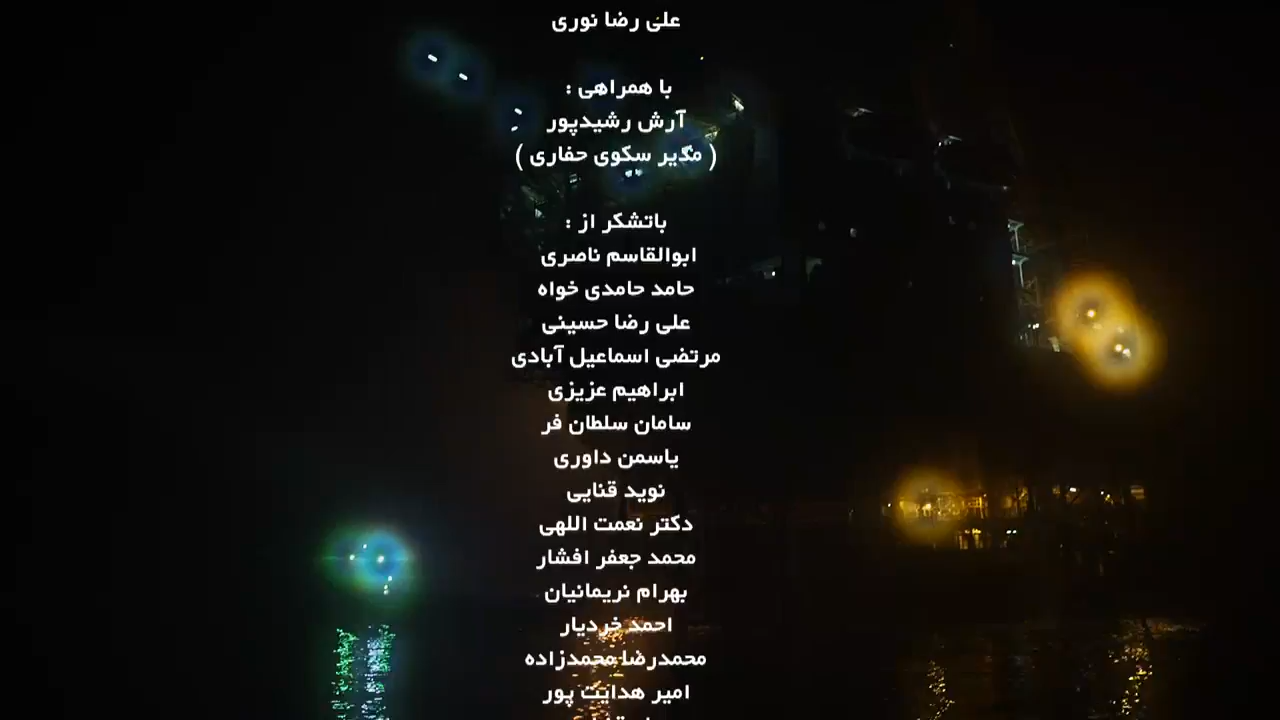 علی رضا نوری
با همراهی :
آرش رشیدپور
( مدیر سکوی حفاری )
باتشکر از :
ابوالقاسم ناصری
حامد حامدی خواه
علی رضا حسینی
مرتضی اسماعیل آبادی
ابراهیم عزیزی
سامان سلطان فر
یاسمن داوری
نوید قنایی
دکتر نعمت اللهی
محمد جعفر افشار
بهرام نریمانیان
احمد خردیار
محمدرضا محمدزاده
امیر هدایت پور